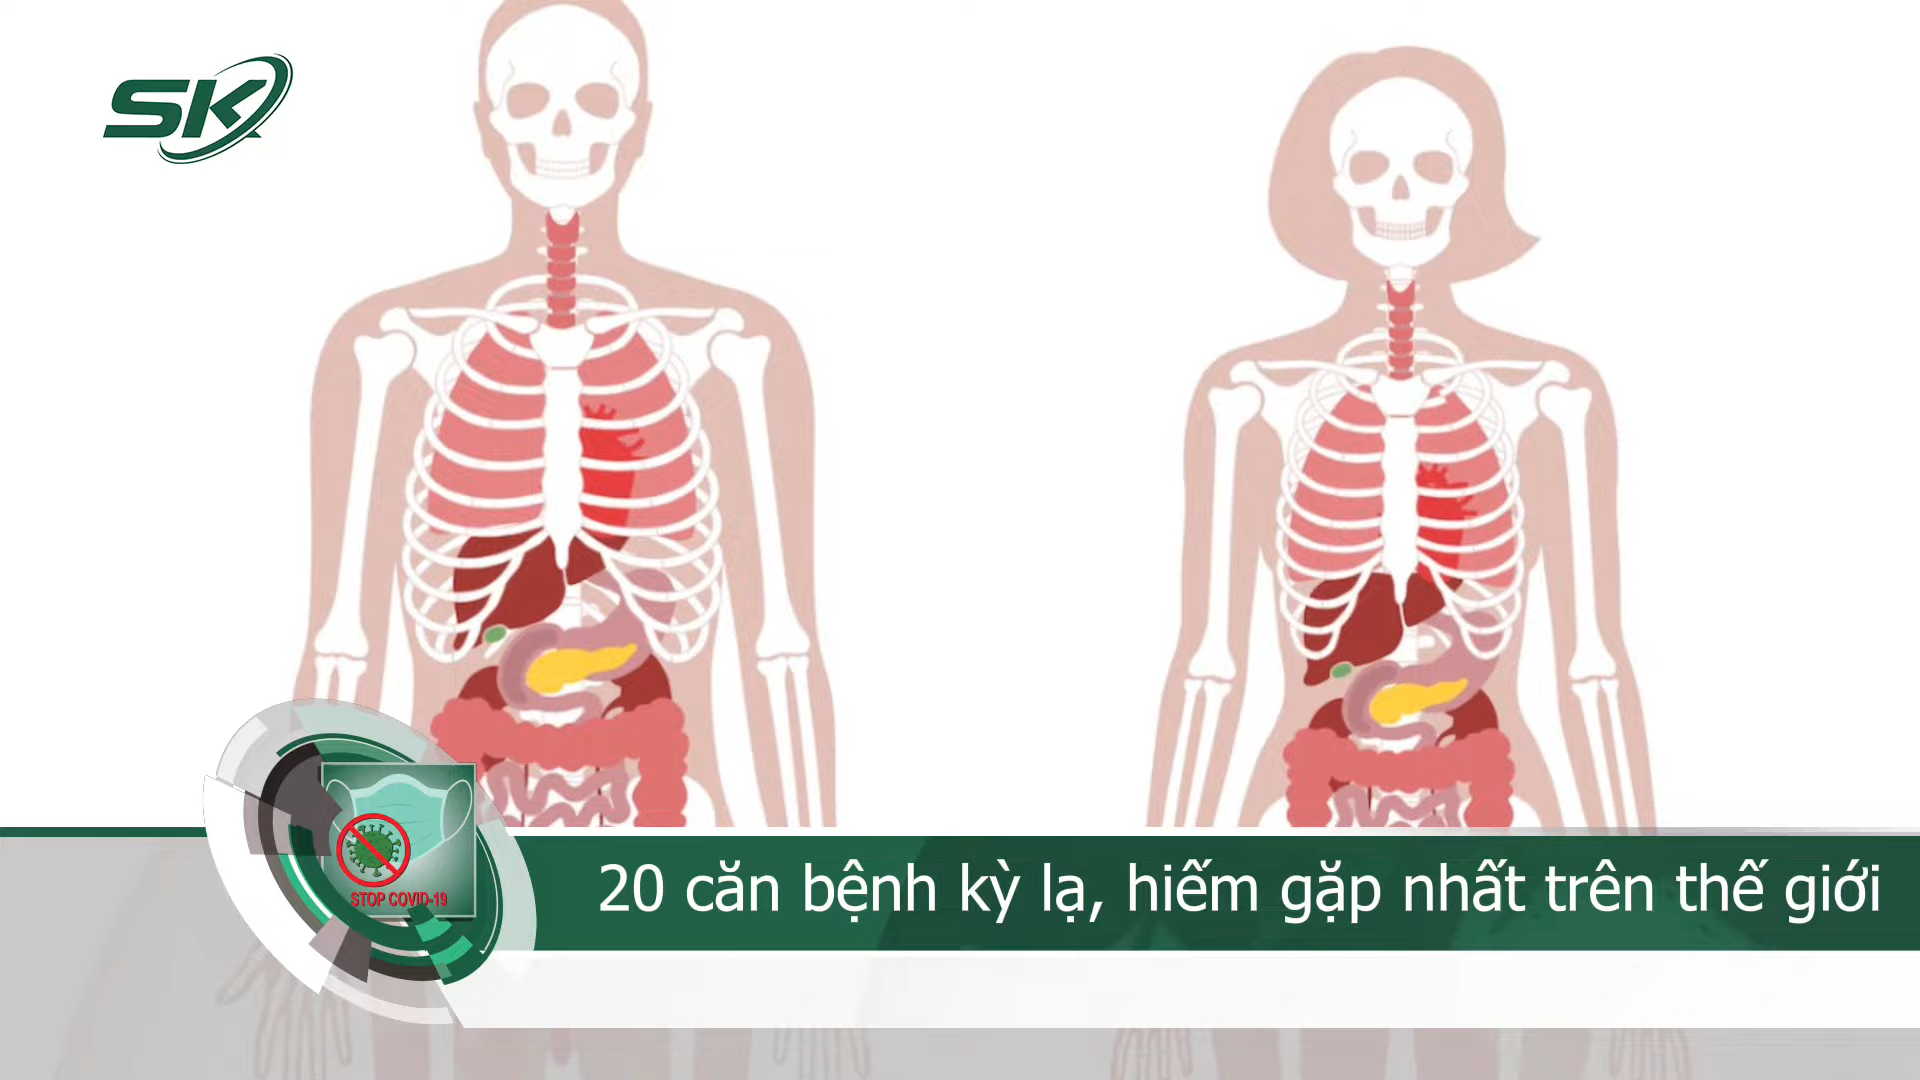 SK
STOP COVID-19
20 căn bệnh kỳ lạ, hiếm gặp nhất trên thế giới